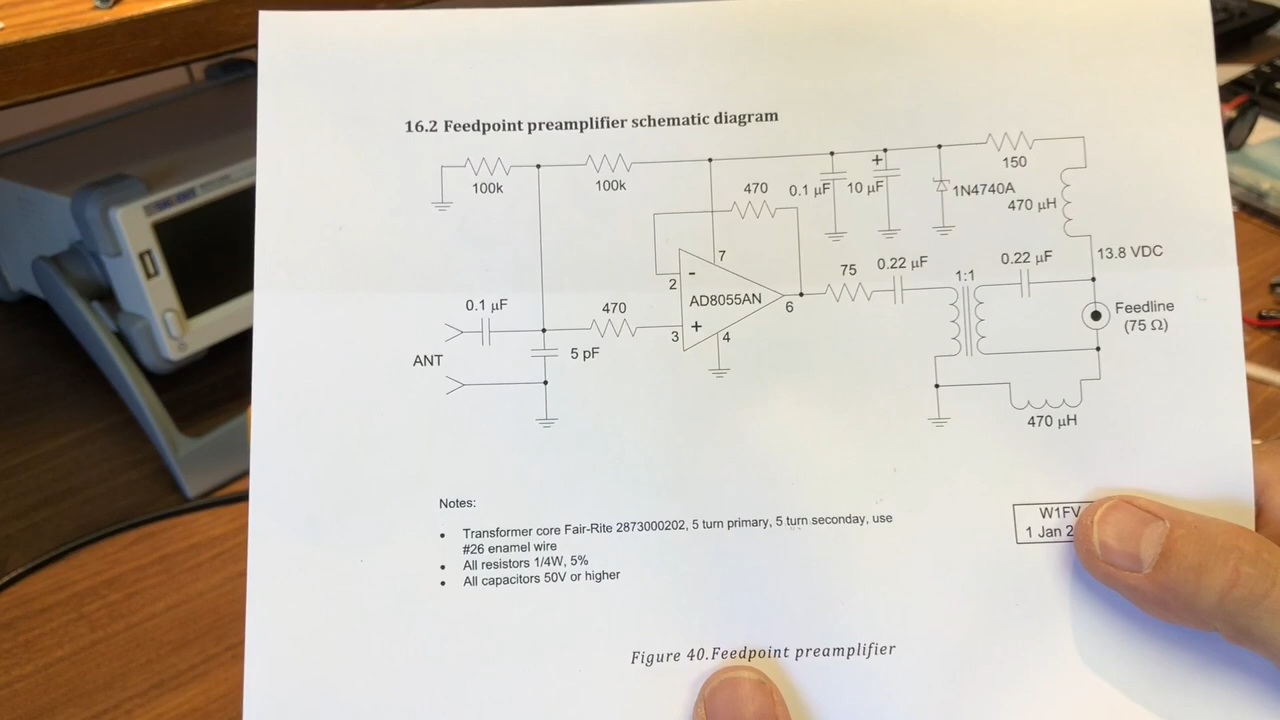 16.2 Feedpoint preamplifier schematic diagram
100k
100k
470
0.1 µF
10 µF
+
1N4740A
150
470 µH
13.8 VDC
7
2
-
AD8055AN
6
75
0.22 µF
1:1
0.22 µF
Feedline
(75 Ω)
0.1 µF
470
3
+
4
ANT
5 pF
470 µH
Notes:
• Transformer core Fair-Rite 2873000202, 5 turn primary, 5 turn seconday, use
#26 enamel wire
• All resistors 1/4W, 5%
• All capacitors 50V or higher
W1FV
1 Jan 2
Figure 40.Feedpoint preamplifier